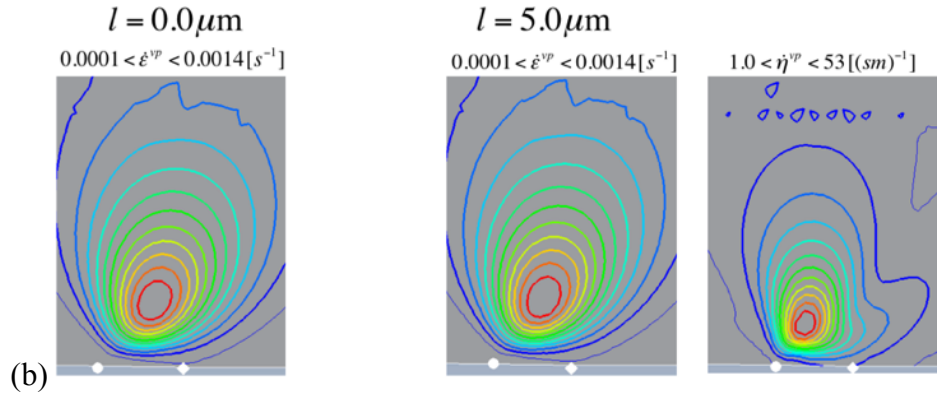 l = 0.0μm
l = 5.0μm
0.0001 < ε̇ᵛᵖ < 0.0014[s⁻¹]
0.0001 < ε̇ᵛᵖ < 0.0014[s⁻¹]
1.0 < η̇ᵛᵖ < 53[(sm)⁻¹]
(b)